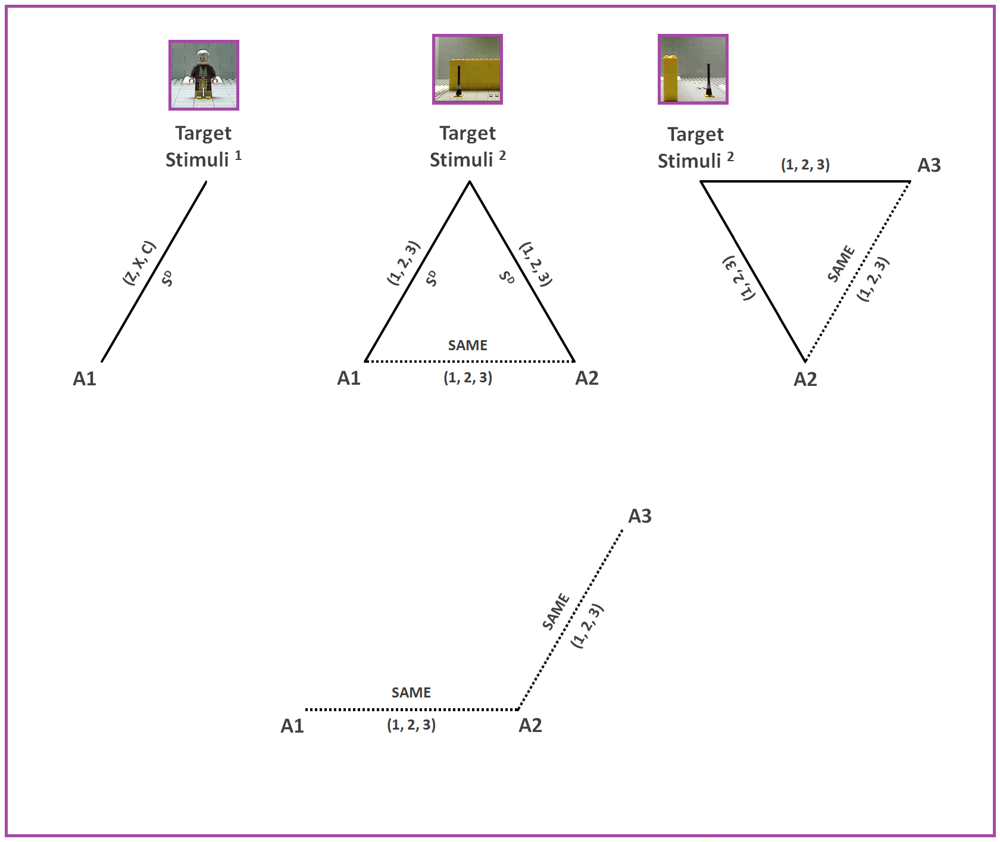 Target
Stimuli 1
(Z, X, C)
SD
A1
Target
Stimuli 2
(1, 2, 3)
SD
SD
(1, 2, 3)
SAME
A1
(1, 2, 3)
A2
Target
Stimuli 2
(1, 2, 3)
A3
(1, 2, 3)
SAME
(1, 2, 3)
A2
A3
SAME
(1, 2, 3)
SAME
A1
(1, 2, 3)
A2